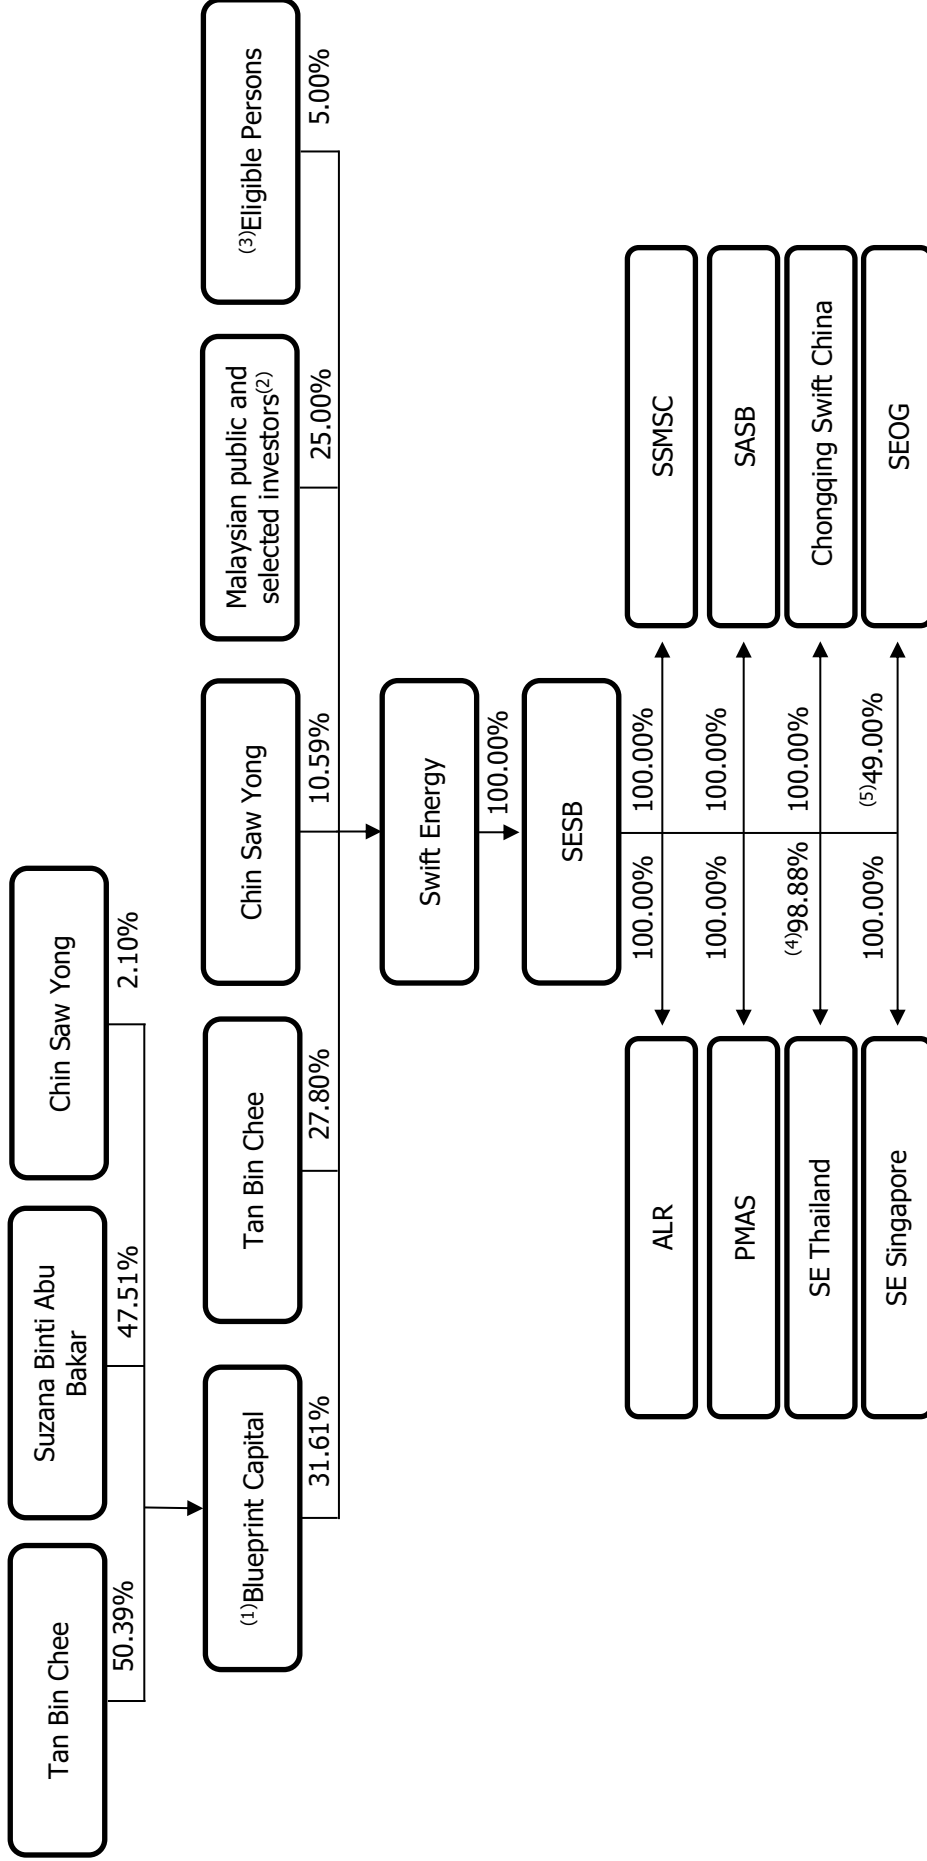 Tan Bin Chee
Suzana Binti Abu
Bakar
Chin Saw Yong
50.39%
47.51%
2.10%
(1)Blueprint Capital
Tan Bin Chee
Chin Saw Yong
Malaysian public and
selected investors(2)
(3)Eligible Persons
31.61%
27.80%
10.59%
25.00%
5.00%
Swift Energy
100.00%
SESB
ALR
100.00%
100.00%
SSMSC
PMAS
100.00%
100.00%
SASB
SE Thailand
(4)98.88%
100.00%
Chongqing Swift China
SE Singapore
100.00%
(5)49.00%
SEOG